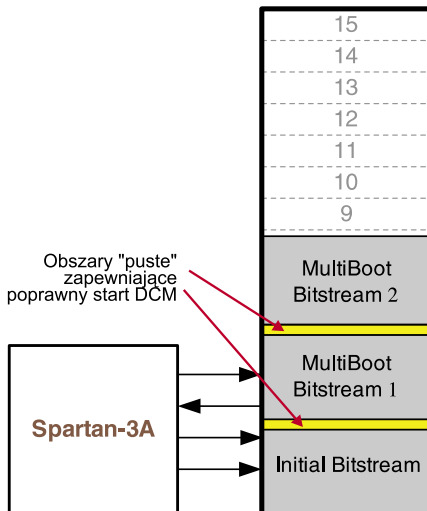 15
14
13
12
11
10
9
Obszary "puste"
zapewniające
poprawny start DCM
MultiBoot
Bitstream 2
MultiBoot
Bitstream 1
Spartan-3A
Initial Bitstream